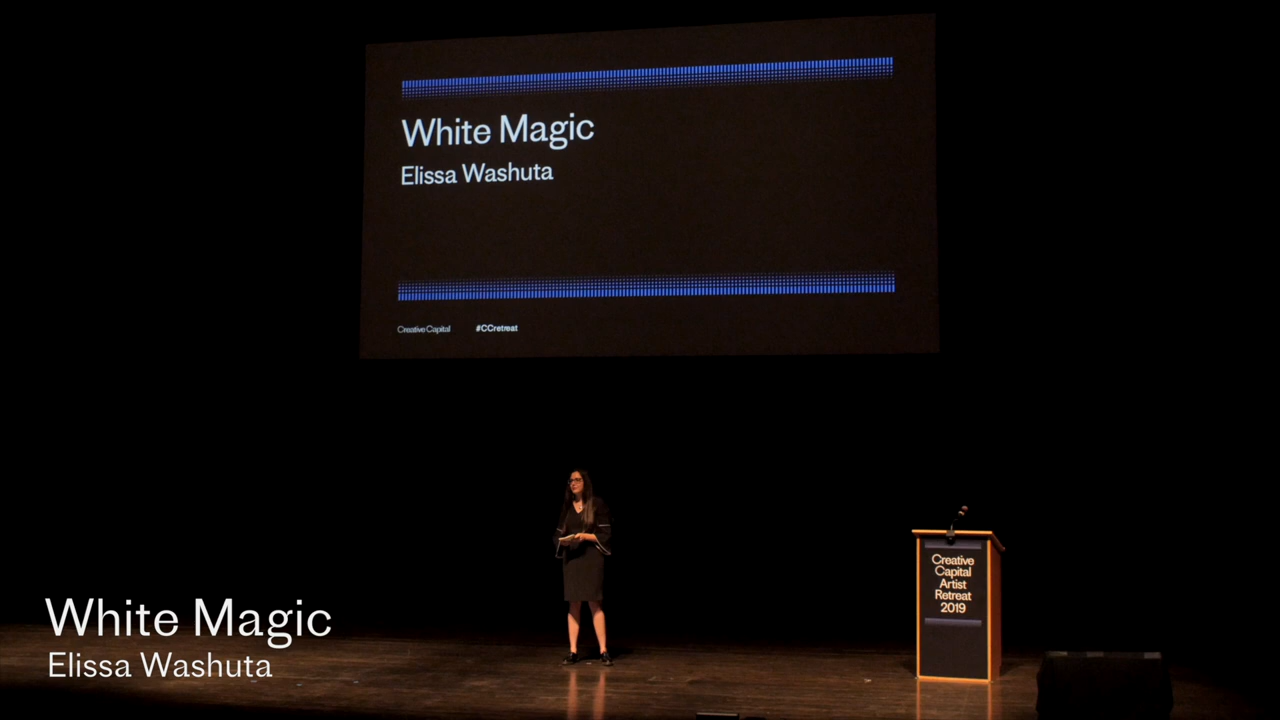 White Magic
Elissa Washuta
Creative Capital #CCretreat
Creative
Capital
Artist
Retreat
2019
White Magic
Elissa Washuta